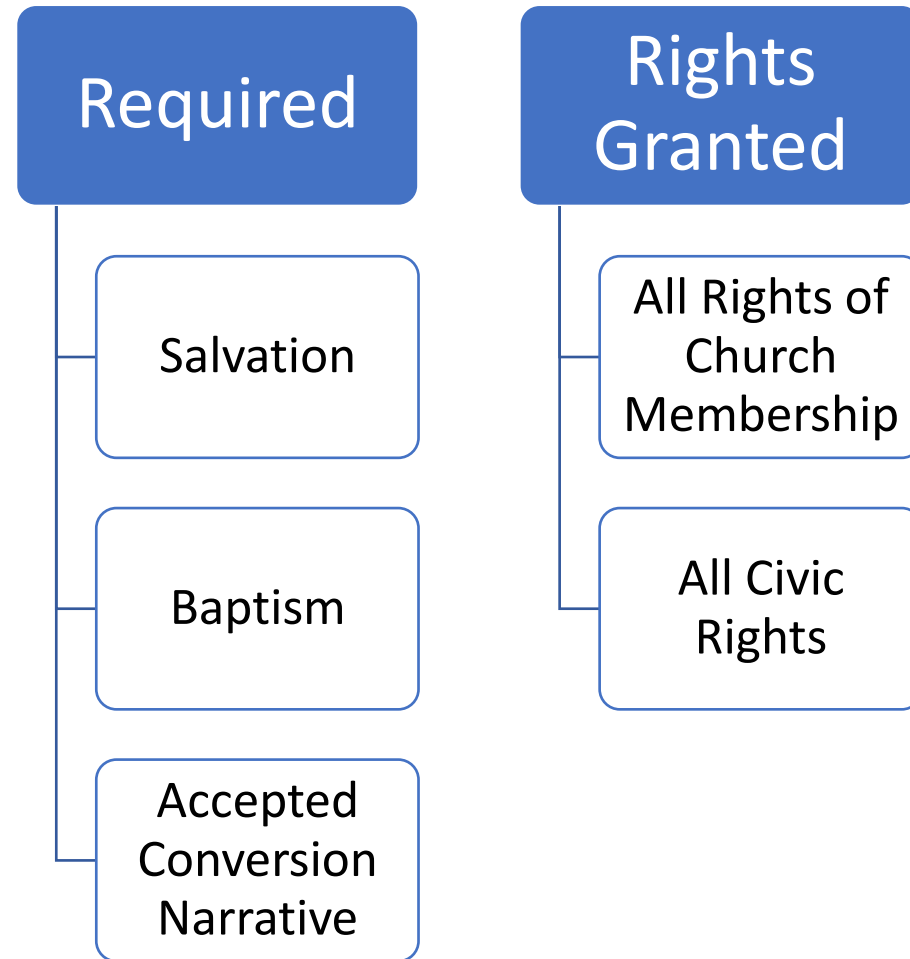 Required
Salvation
Baptism
Accepted
Conversion
Narrative
Rights
Granted
All Rights of
Church
Membership
All Civic
Rights